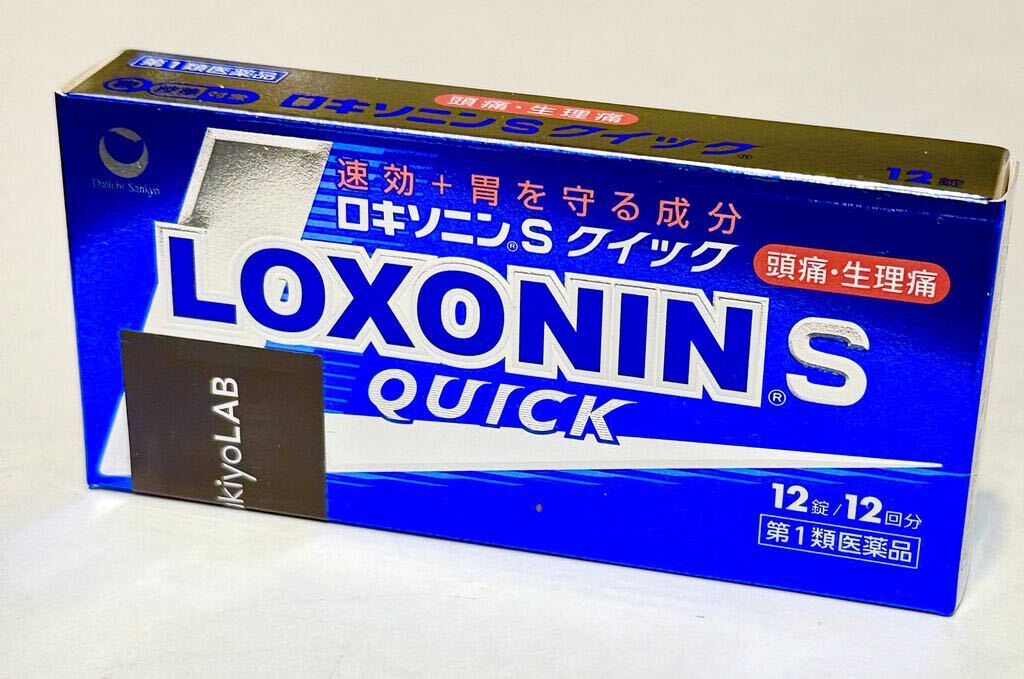 第1類医薬品
対象
ロキソニンSクイック®
頭痛・生理痛
12錠
Daiichi Sankyo
速効+胃を守る成分
ロキソニン®S クイック
頭痛・生理痛
LOXONIN®S
QUICK
kiyoLAB
12錠/12回分
第1類医薬品